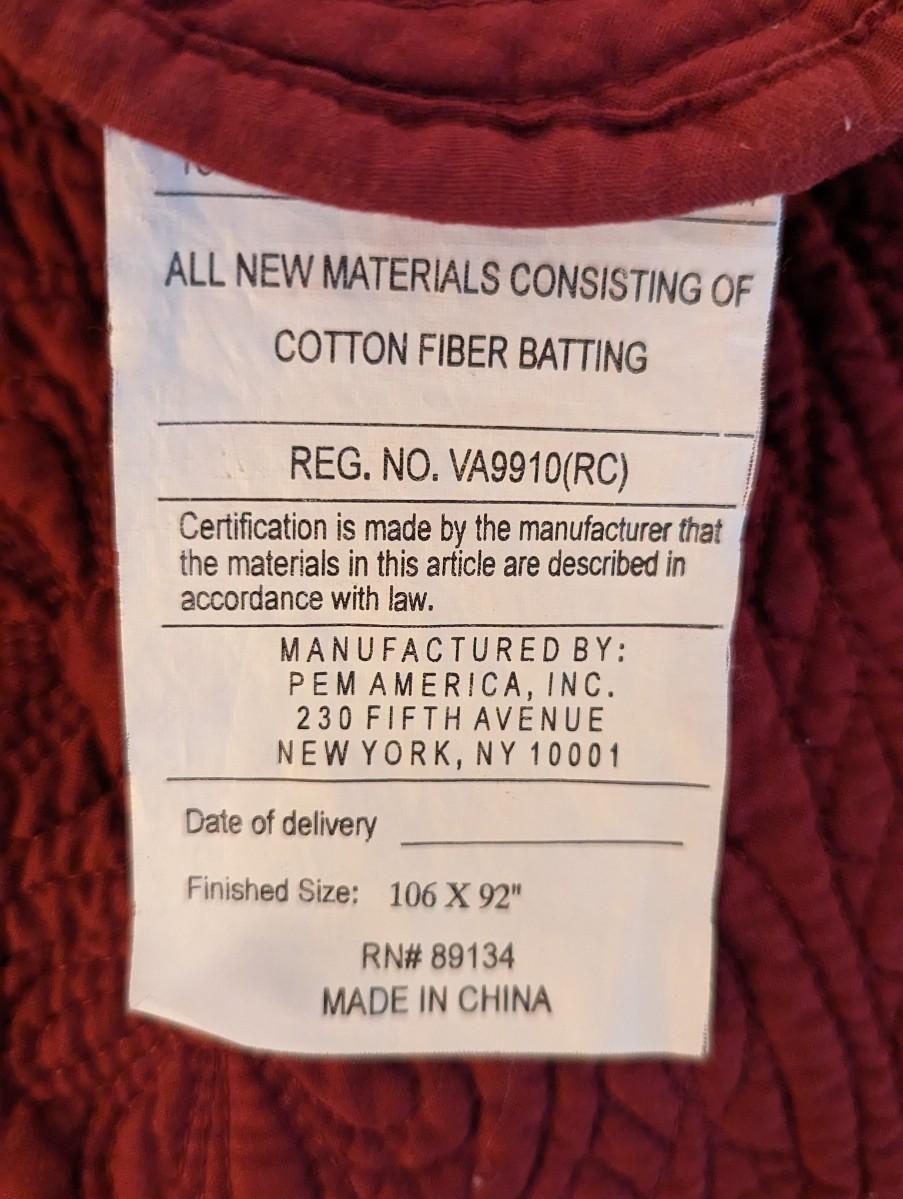 ALL NEW MATERIALS CONSISTING OF
COTTON FIBER BATTING
REG. NO. VA9910(RC)
Certification is made by the manufacturer that
the materials in this article are described in
accordance with law.
MANUFACTURED BY:
PEM AMERICA, INC.
230 FIFTH AVENUE
NEW YORK, NY 10001
Date of delivery
Finished Size: 106 X 92"
RN# 89134
MADE IN CHINA